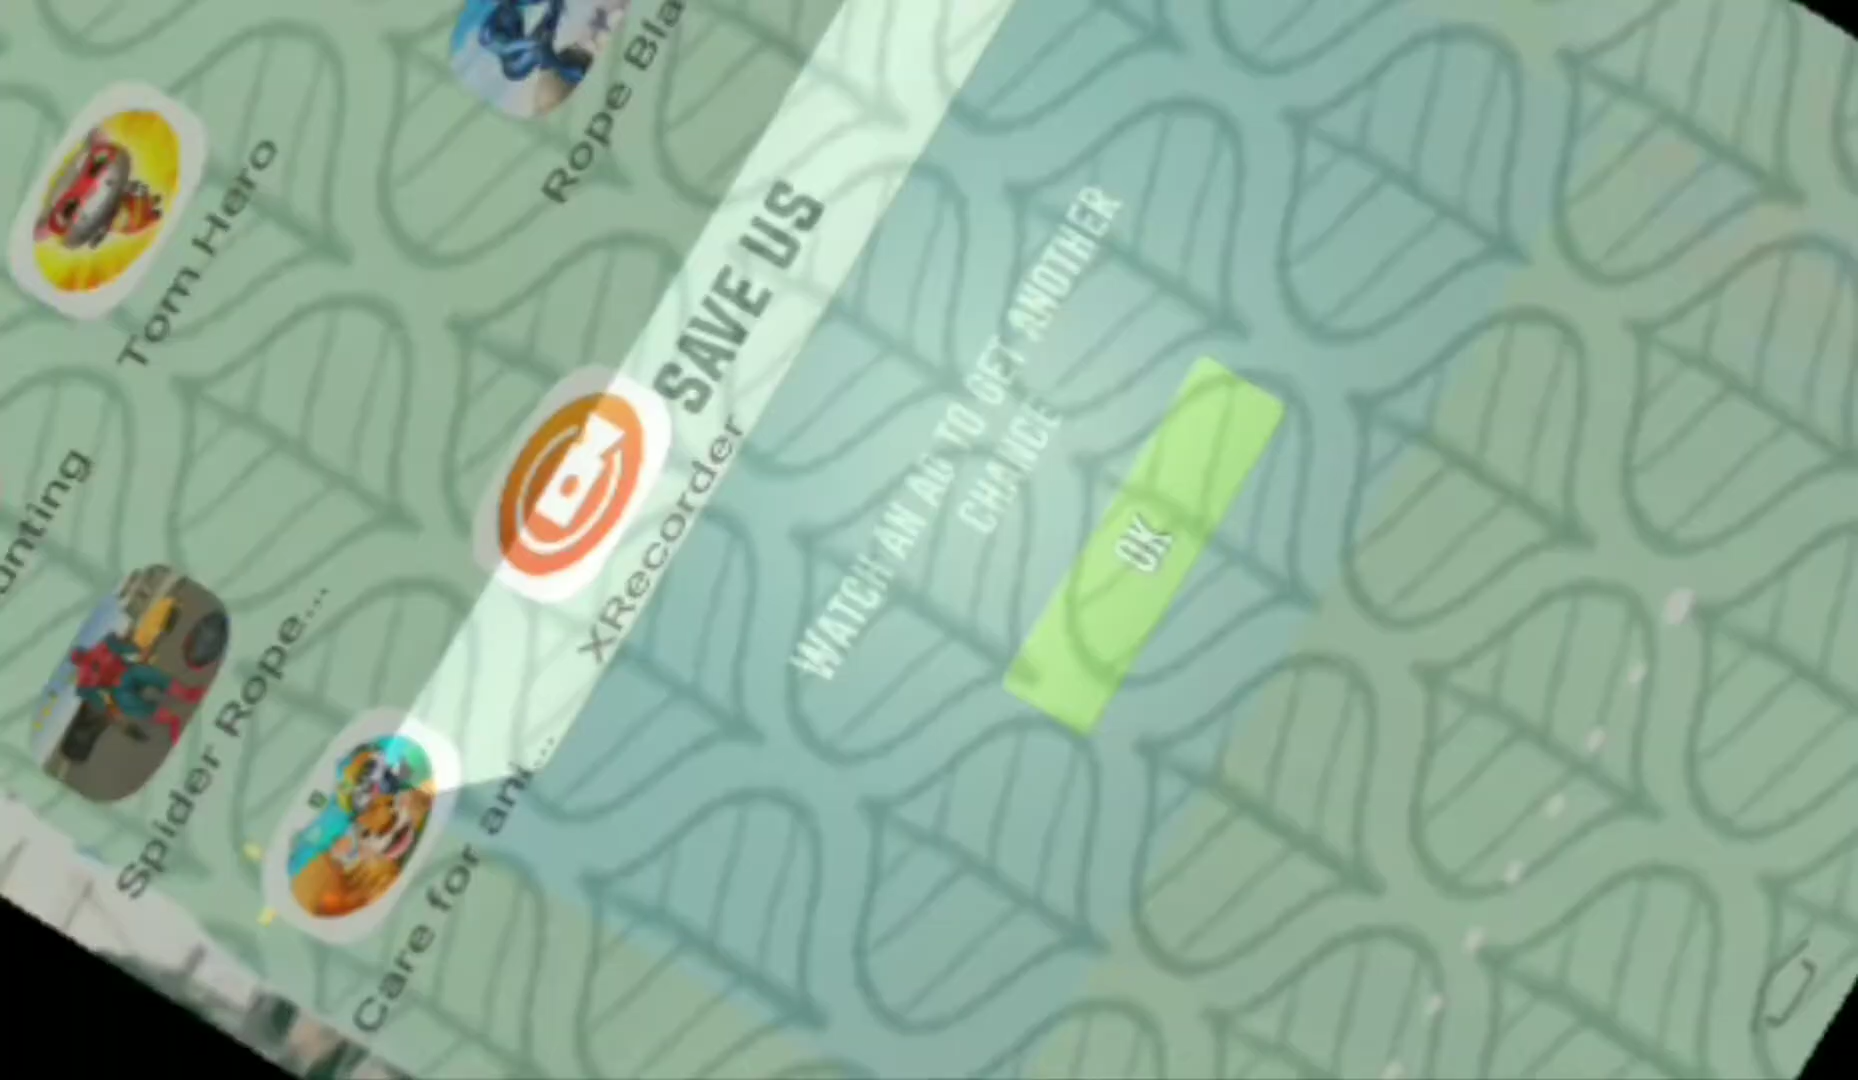 Tom Hero
Rope Bla
unting
Spider Rope...
XRecorder
Care for ani...
SAVE US
WATCH AN AD TO GET ANOTHER
CHANCE
OK